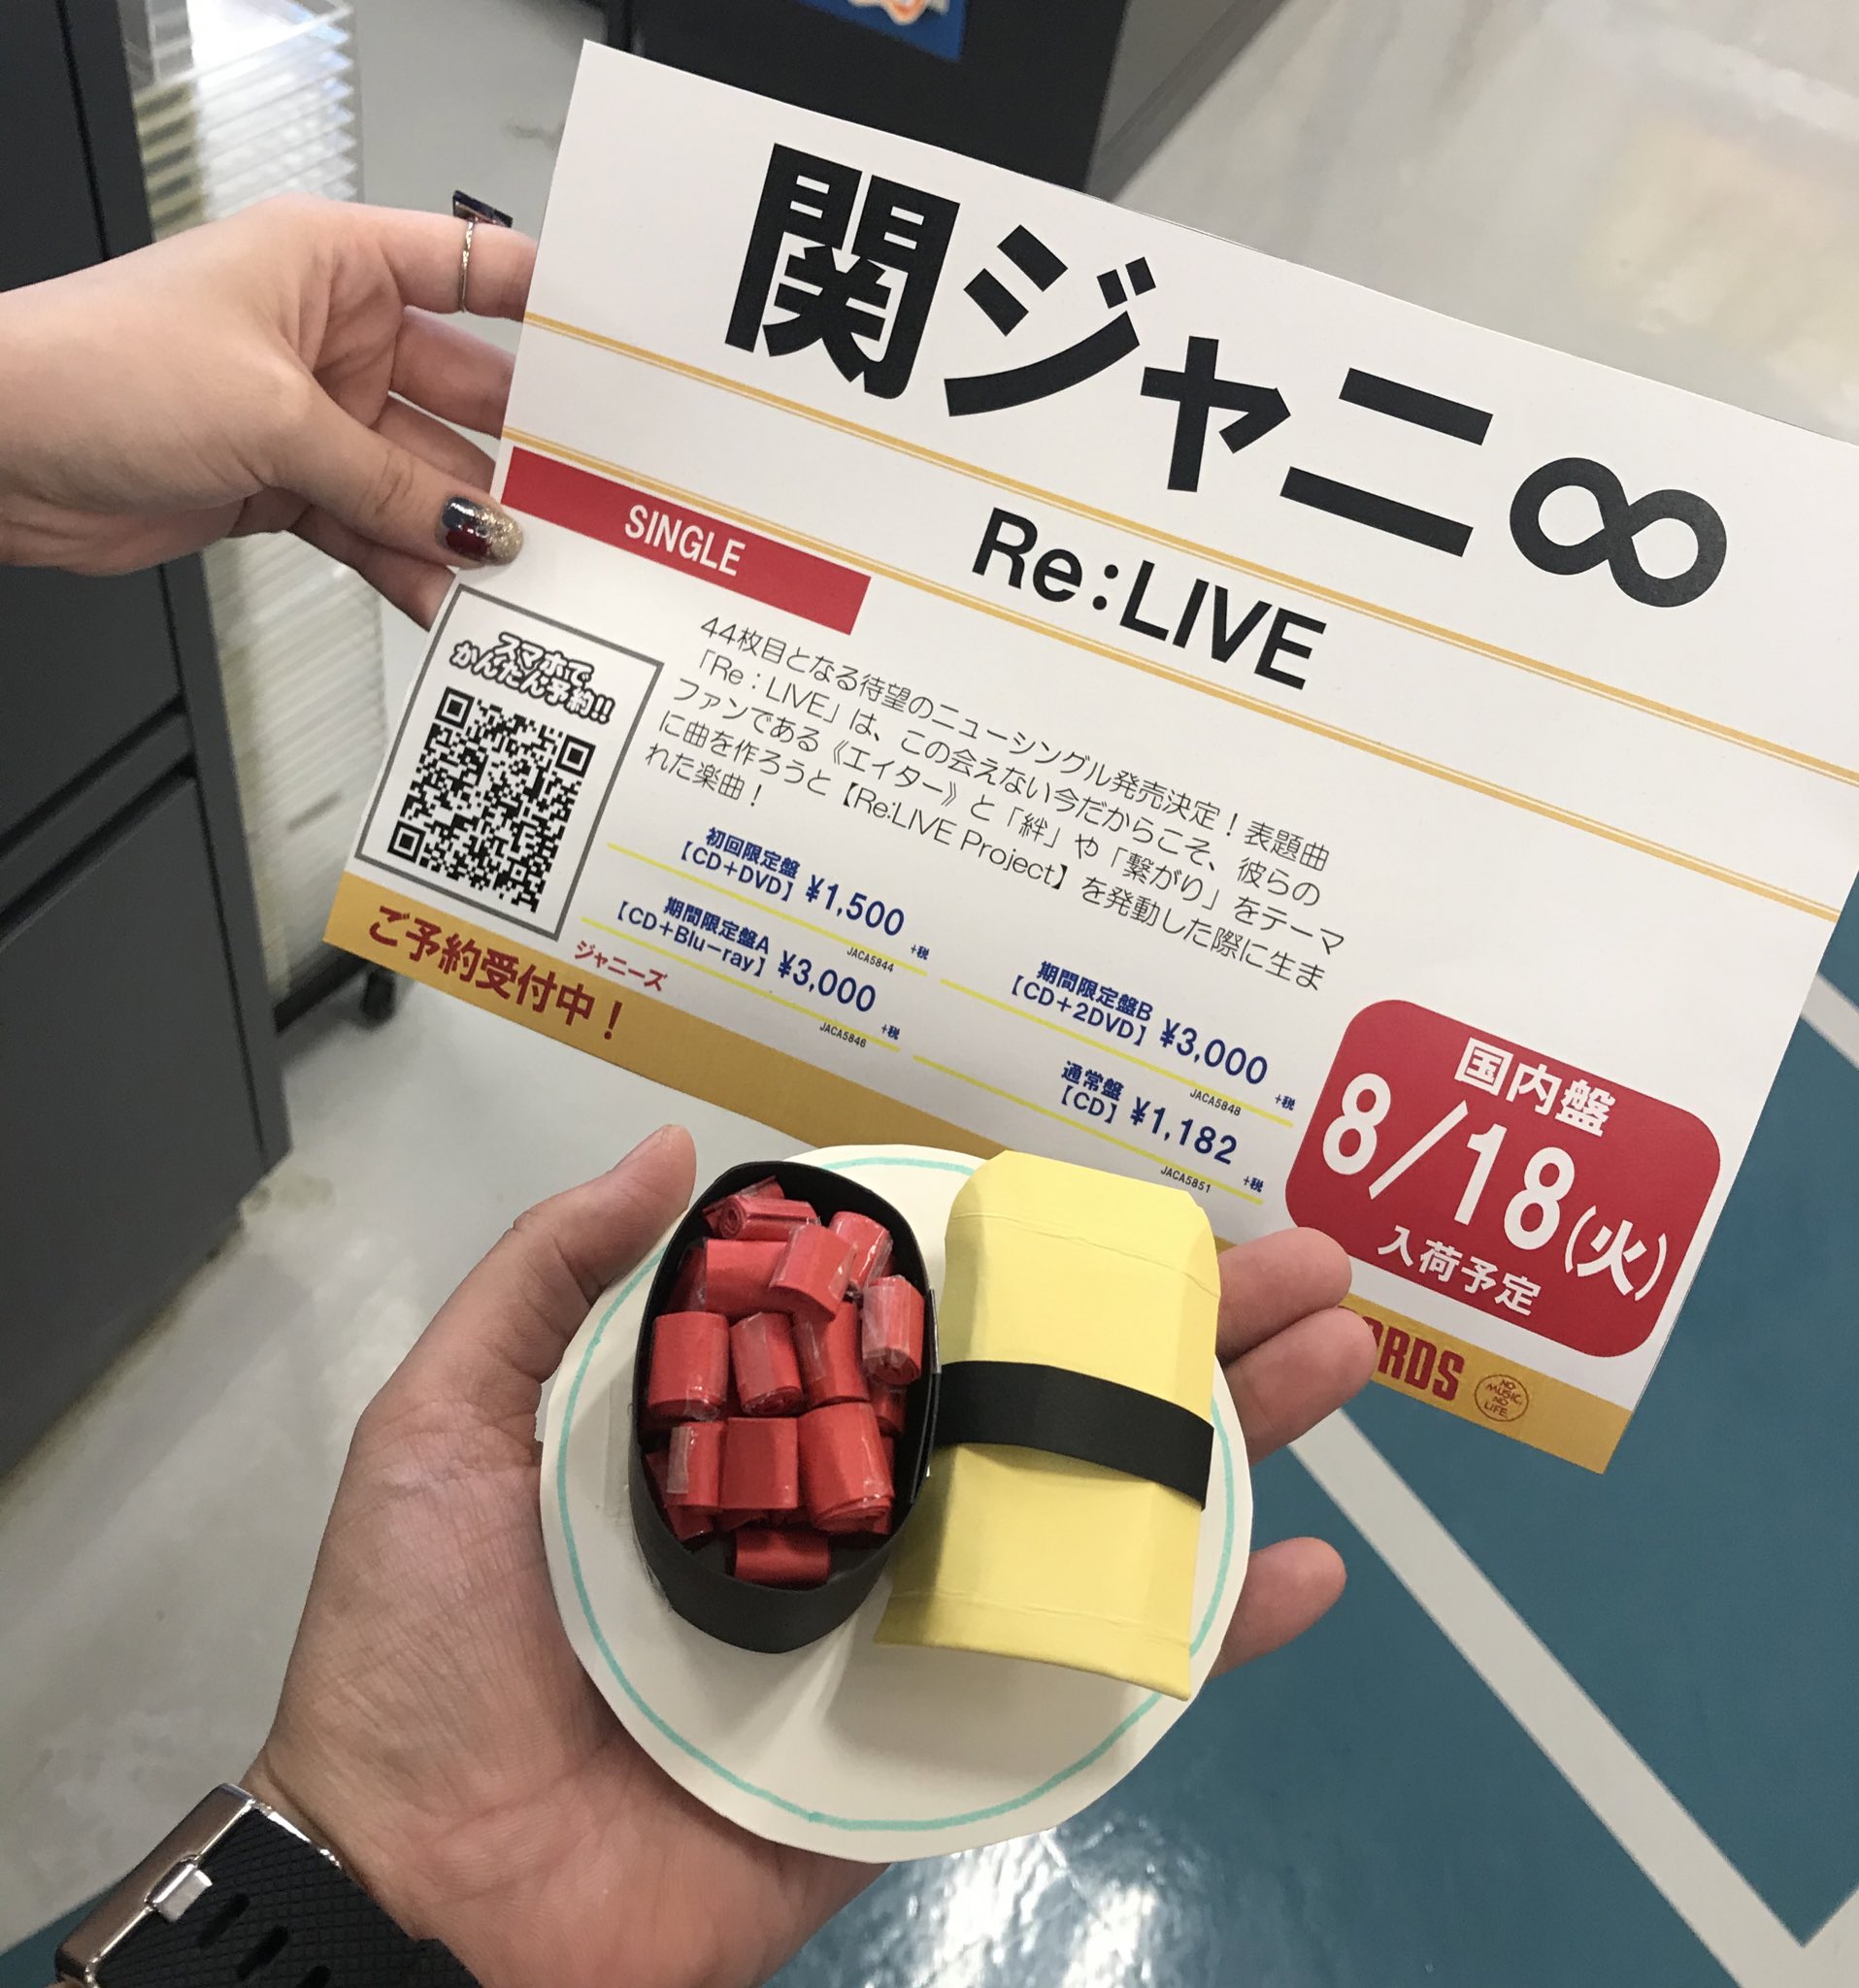 関ジャニ∞
Re:LIVE
SINGLE
スマホで
かんたん予約!!
44枚目となる待望のニューシングル発売決定！表題曲
「Re：LIVE」は、この会えない今だからこそ、彼らの
ファンである《エイター》と「絆」や「繋がり」をテーマ
に曲を作ろうと【Re:LIVE Project】を発動した際に生ま
れた楽曲！
初回限定盤
【CD+DVD】 ¥1,500 +税
JACA5844
期間限定盤A
【CD+Blu-ray】 ¥3,000 +税
JACA5846
期間限定盤B
【CD+2DVD】 ¥3,000 +税
JACA5848
通常盤
【CD】 ¥1,182 +税
JACA5851
国内盤
8/18(火)
入荷予定
ジャニーズ
ご予約受付中！
ORDS
NO
MUSIC,
NO
LIFE.